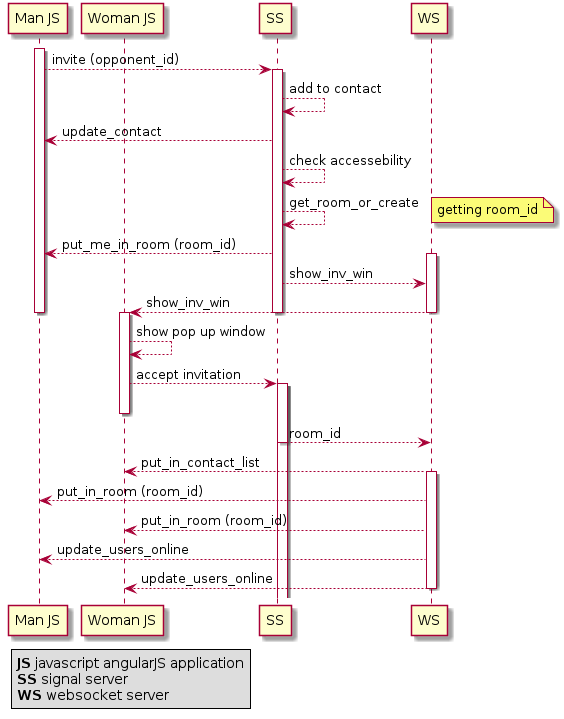 Man JS Woman JS SS WS
invite (opponent_id)
add to contact
update_contact
check accessebility
get_room_or_create
getting room_id
put_me_in_room (room_id)
show_inv_win
show_inv_win
show pop up window
accept invitation
room_id
put_in_contact_list
put_in_room (room_id)
put_in_room (room_id)
update_users_online
update_users_online
Man JS Woman JS SS WS
JS javascript angularJS application
SS signal server
WS websocket server